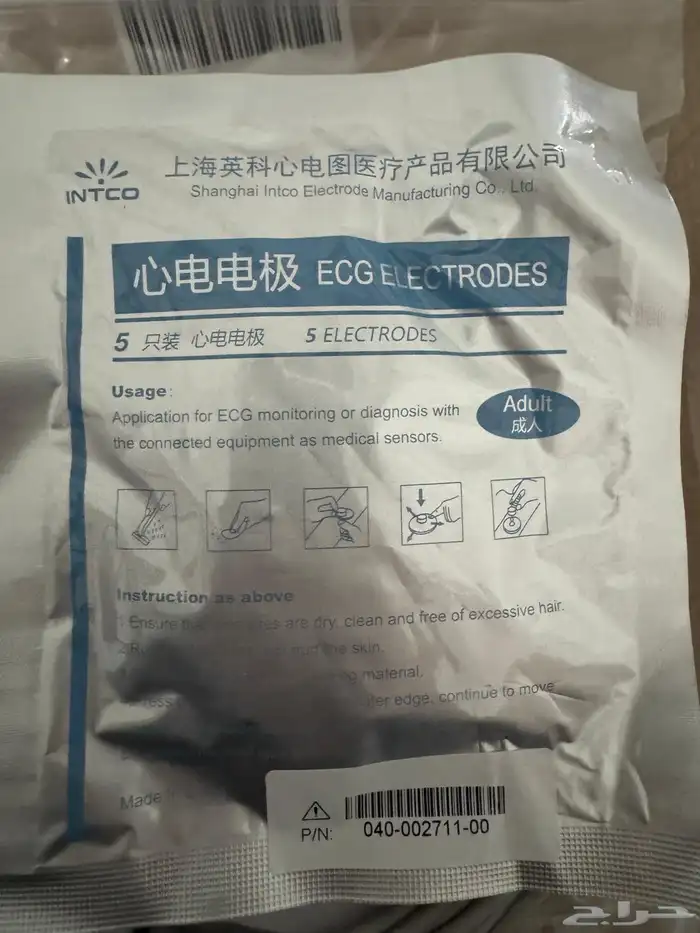 上海英科心电图医疗产品有限公司
INTCO
Shanghai Intco Electrode Manufacturing Co., Ltd
心电电极 ECG ELECTRODES
5 只装 心电电极 5 ELECTRODES
Usage:
Adult
成人
Application for ECG monitoring or diagnosis with
the connected equipment as medical sensors.
Instruction as above
1. Ensure are dry, clean and free of excessive hair.
2. the skin.
material.
edge, continue to move
Made
P/N: 040-002711-00
حراج